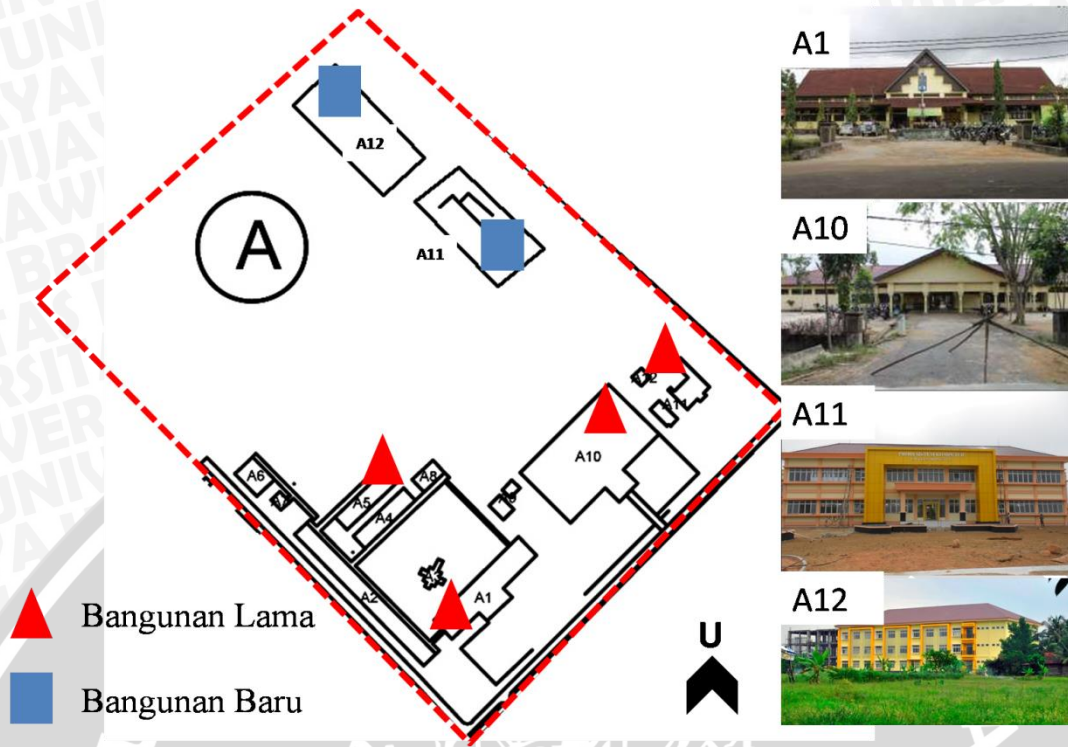 A12
A11
A
A12
A11
A10
A6
A5
A8
A4
A2
A1
U
Bangunan Lama
Bangunan Baru
A1
A10
A11
A12